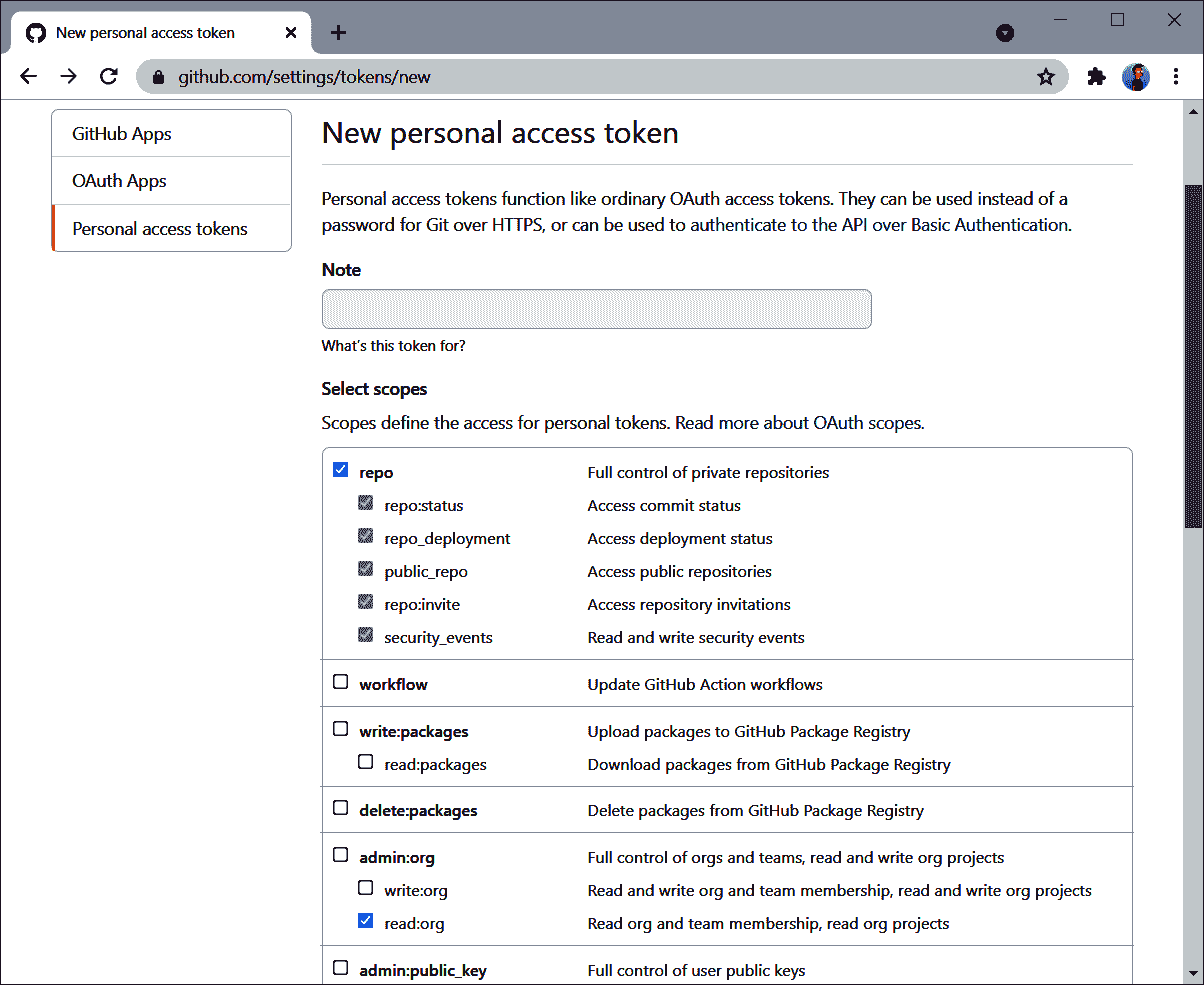 New personal access token
github.com/settings/tokens/new
GitHub Apps
OAuth Apps
Personal access tokens
New personal access token
Personal access tokens function like ordinary OAuth access tokens. They can be used instead of a
password for Git over HTTPS, or can be used to authenticate to the API over Basic Authentication.
Note
What's this token for?
Select scopes
Scopes define the access for personal tokens. Read more about OAuth scopes.
repo Full control of private repositories
repo:status Access commit status
repo_deployment Access deployment status
public_repo Access public repositories
repo:invite Access repository invitations
security_events Read and write security events
workflow Update GitHub Action workflows
write:packages Upload packages to GitHub Package Registry
read:packages Download packages from GitHub Package Registry
delete:packages Delete packages from GitHub Package Registry
admin:org Full control of orgs and teams, read and write org projects
write:org Read and write org and team membership, read and write org projects
read:org Read org and team membership, read org projects
admin:public_key Full control of user public keys